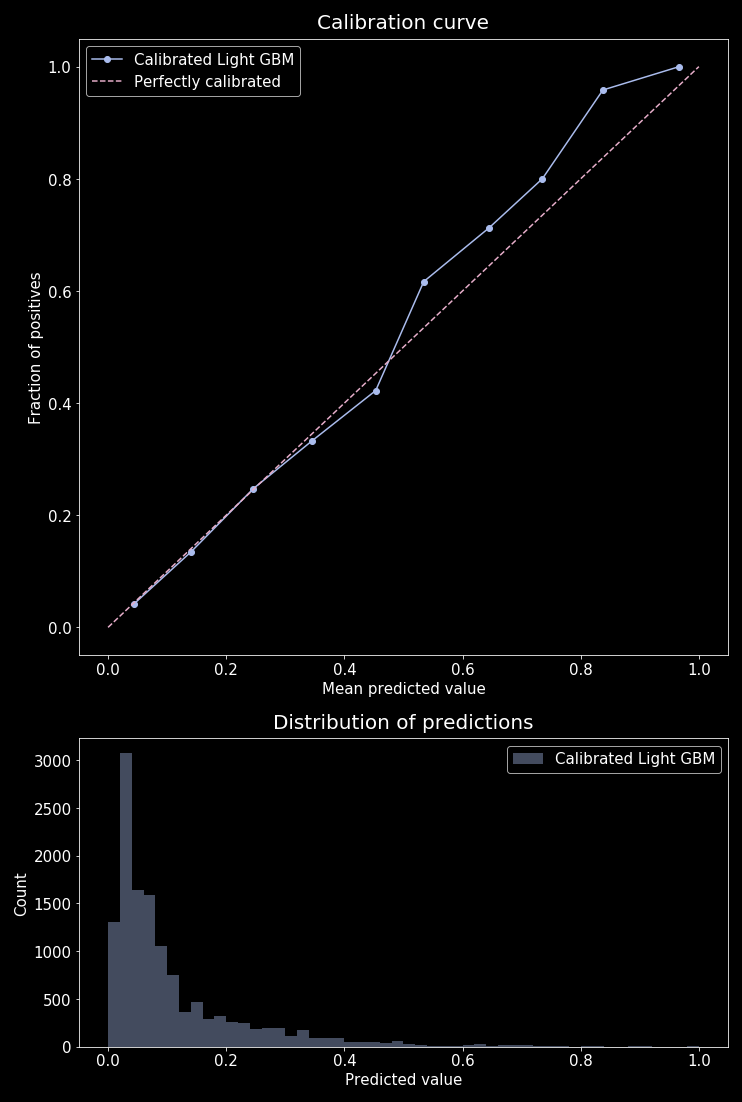 Calibration curve
Calibrated Light GBM
Perfectly calibrated
1.0
0.8
0.6
0.4
0.2
0.0
Fraction of positives
0.0 0.2 0.4 0.6 0.8 1.0
Mean predicted value
Distribution of predictions
Calibrated Light GBM
3000
2500
2000
1500
1000
500
0
Count
0.0 0.2 0.4 0.6 0.8 1.0
Predicted value